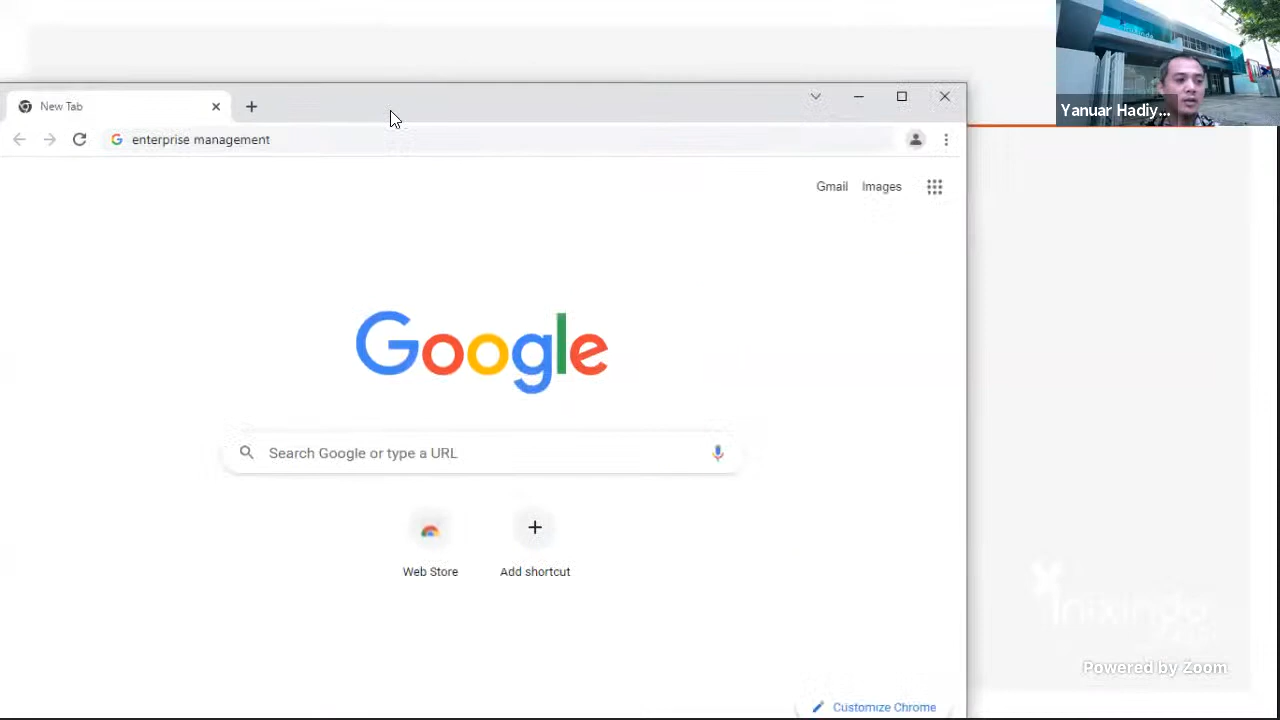 New Tab
enterprise management
Yanuar Hadiy...
Gmail
Images
Google
Search Google or type a URL
Web Store
Add shortcut
inixindo
Powered by Zoom
Customize Chrome